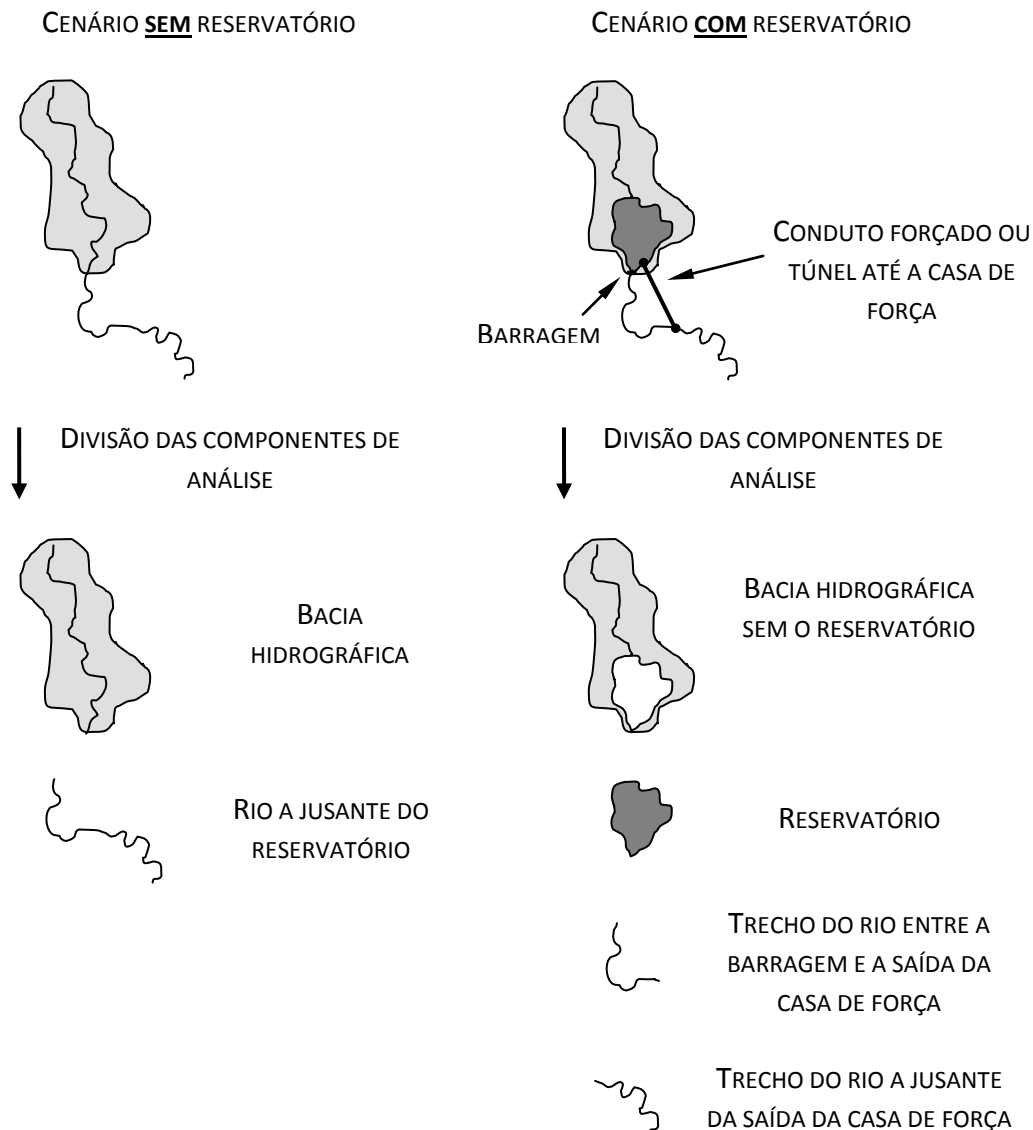 CENÁRIO SEM RESERVATÓRIO
CENÁRIO COM RESERVATÓRIO
CONDUTO FORÇADO OU
TÚNEL ATÉ A CASA DE
FORÇA
BARRAGEM
DIVISÃO DAS COMPONENTES DE
ANÁLISE
DIVISÃO DAS COMPONENTES DE
ANÁLISE
BACIA
HIDROGRÁFICA
BACIA HIDROGRÁFICA
SEM O RESERVATÓRIO
RIO A JUSANTE DO
RESERVATÓRIO
RESERVATÓRIO
TRECHO DO RIO ENTRE A
BARRAGEM E A SAÍDA DA
CASA DE FORÇA
TRECHO DO RIO A JUSANTE
DA SAÍDA DA CASA DE FORÇA